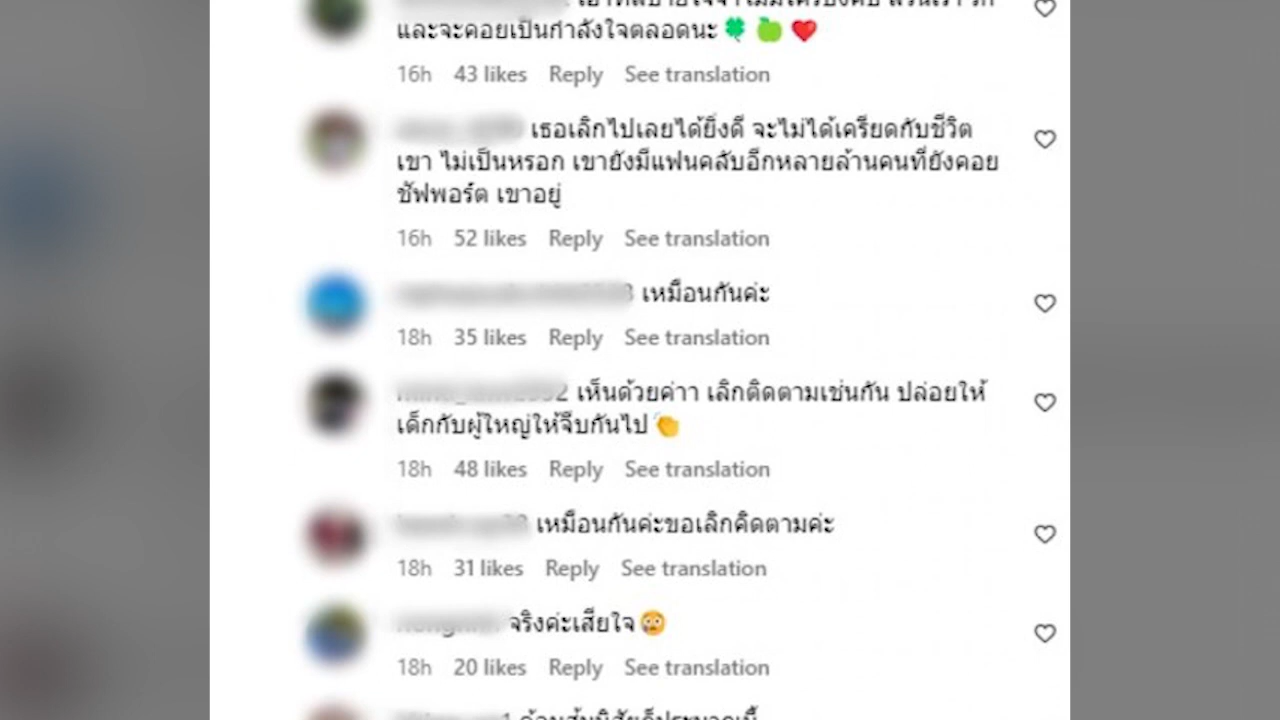 และจะคอยเป็นกำลังใจตลอดนะ 🍀 🍏 ❤️
16h 43 likes Reply See translation
เธอเลิกไปเลยได้ยิ่งดี จะไม่ได้เครียดกับชีวิต
เขา ไม่เป็นหรอก เขายังมีแฟนคลับอีกหลายล้านคนที่ยังคอย
ซัฟพอร์ต เขาอยู่
16h 52 likes Reply See translation
เหมือนกันค่ะ
18h 35 likes Reply See translation
เห็นด้วยค่าา เลิกติดตามเช่นกัน ปล่อยให้
เด็กกับผู้ใหญ่ให้จีบกันไป 👏
18h 48 likes Reply See translation
เหมือนกันค่ะขอเลิกคิดตามค่ะ
18h 31 likes Reply See translation
จริงค่ะเสียใจ 😳
18h 20 likes Reply See translation